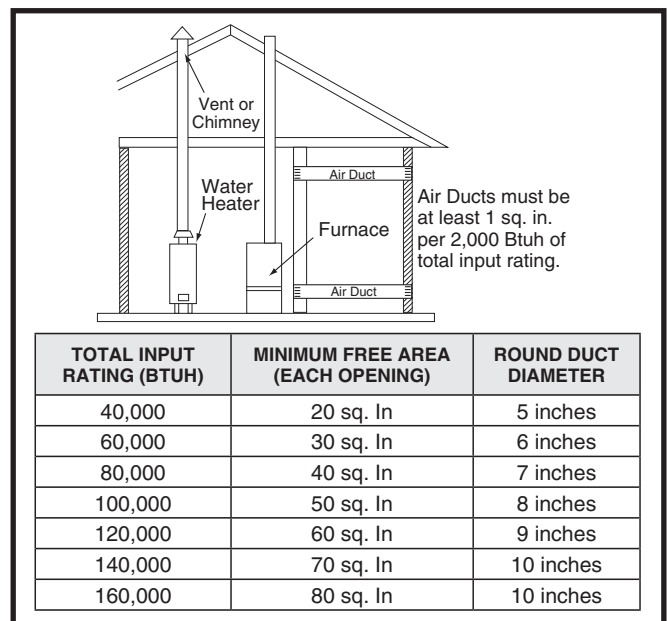 Vent or
Chimney
Air Duct
Water
Heater
Furnace
Air Ducts must be
at least 1 sq. in.
per 2,000 Btuh of
total input rating.
Air Duct
TOTAL INPUT RATING (BTUH) MINIMUM FREE AREA (EACH OPENING) ROUND DUCT DIAMETER
40,000 20 sq. In 5 inches
60,000 30 sq. In 6 inches
80,000 40 sq. In 7 inches
100,000 50 sq. In 8 inches
120,000 60 sq. In 9 inches
140,000 70 sq. In 10 inches
160,000 80 sq. In 10 inches